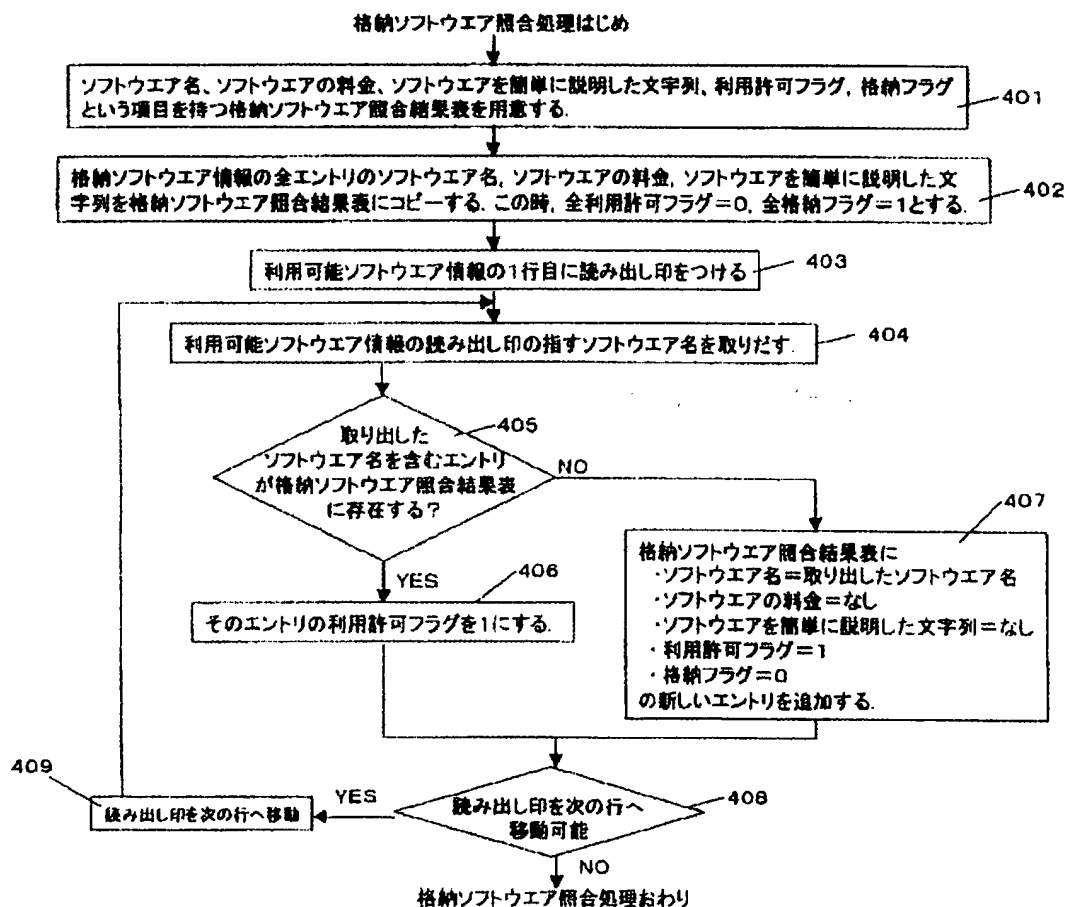 格納ソフトウエア照合処理はじめ
ソフトウエア名、ソフトウエアの料金、ソフトウエアを簡単に説明した文字列、利用許可フラグ，格納フラグ
という項目を持つ格納ソフトウエア照合結果表を用意する．
401
格納ソフトウエア情報の全エントリのソフトウエア名，ソフトウエアの料金，ソフトウエアを簡単に説明した文
字列を格納ソフトウエア照合結果表にコピーする．この時，全利用許可フラグ＝0，全格納フラグ＝1とする．
402
利用可能ソフトウエア情報の1行目に読み出し印をつける
403
利用可能ソフトウエア情報の読み出し印の指すソフトウエア名を取りだす．
404
取り出した
ソフトウエア名を含むエントリ
が格納ソフトウエア照合結果表
に存在する？
405
NO
YES
406
そのエントリの利用許可フラグを1にする．
407
格納ソフトウエア照合結果表に
・ソフトウエア名＝取り出したソフトウエア名
・ソフトウエアの料金＝なし
・ソフトウエアを簡単に説明した文字列＝なし
・利用許可フラグ＝1
・格納フラグ＝0
の新しいエントリを追加する．
読み出し印を次の行へ
移動可能
408
YES
409
読み出し印を次の行へ移動
NO
格納ソフトウエア照合処理おわり